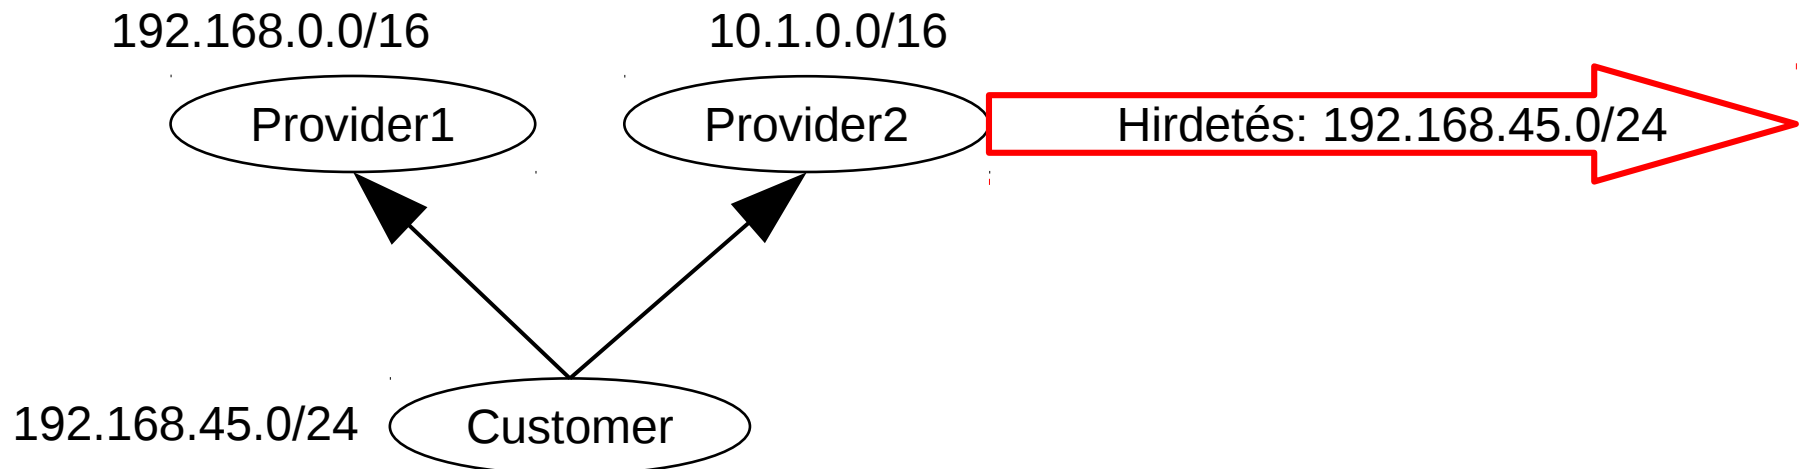 192.168.0.0/16
10.1.0.0/16
Provider1
Provider2
Hirdetés: 192.168.45.0/24
192.168.45.0/24
Customer